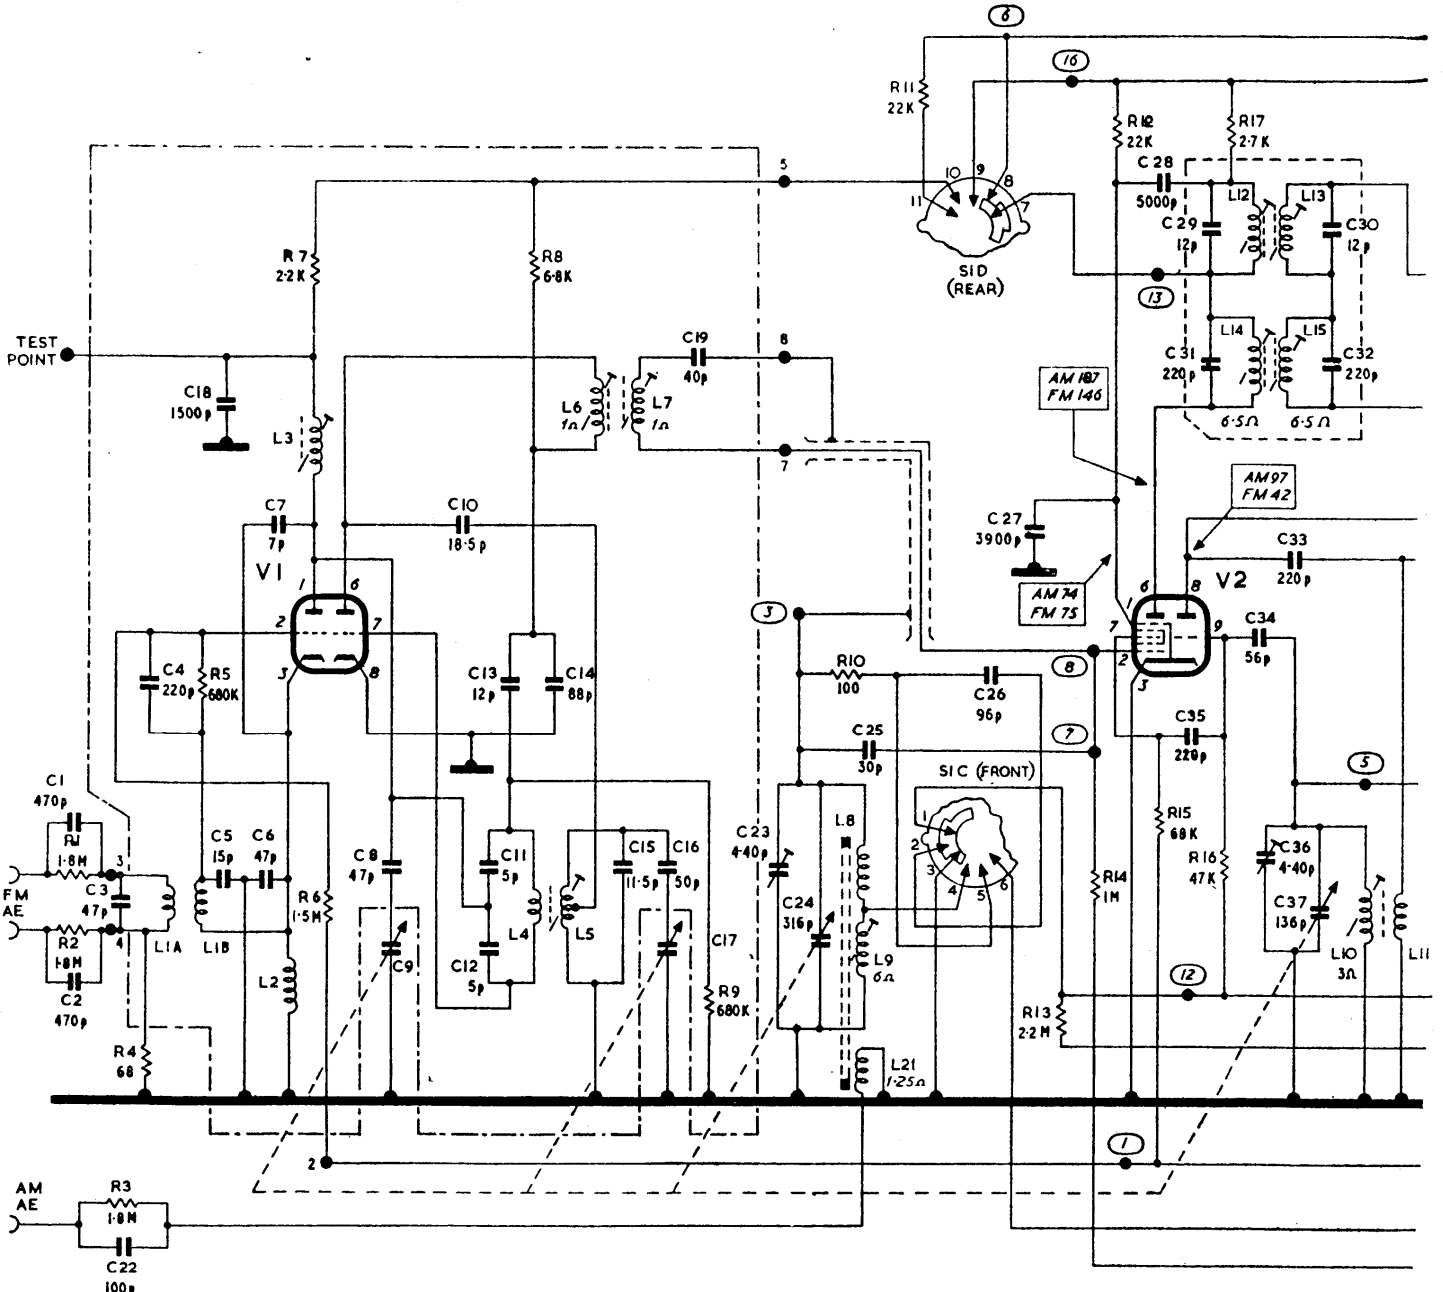 6
16
R11
22K
R12
22K
R17
2·7K
C28
5000p
5
10
9
8
11
7
L12
L13
C29
12p
C30
12p
S1D
(REAR)
13
R7
2·2K
R8
6·8K
TEST
POINT
C19
40p
8
L14
L15
C31
220p
C32
220p
6·5Ω
6·5Ω
AM 187
FM 146
C18
1500p
L3
L6
1Ω
L7
1Ω
7
AM 97
FM 42
C7
7p
C10
18·5p
C27
3900p
C33
220p
V1
1
6
V2
6
8
AM 74
FM 75
1
2
7
3
8
3
7
2
9
3
C34
56p
C4
220p
R5
680K
C13
12p
C14
88p
R10
100
C26
96p
8
C25
30p
7
C35
220p
5
S1C (FRONT)
C1
470p
R1
1·8M
3
C5
15p
C6
47p
C8
47p
C11
5p
C15
11·5p
C16
50p
C23
4-40p
L8
1
2
3
4
5
6
R15
68K
R16
47K
C36
4-40p
C37
136p
FM
AE
C3
47p
4
R2
1·8M
C2
470p
L1A
L1B
R6
1·5M
L2
C9
L4
L5
C12
5p
C17
C24
316p
L9
6Ω
R14
1M
L10
3Ω
L11
12
R9
680K
R13
2·2M
R4
68
L21
1·25Ω
2
1
AM
AE
R3
1·8M
C22
100p